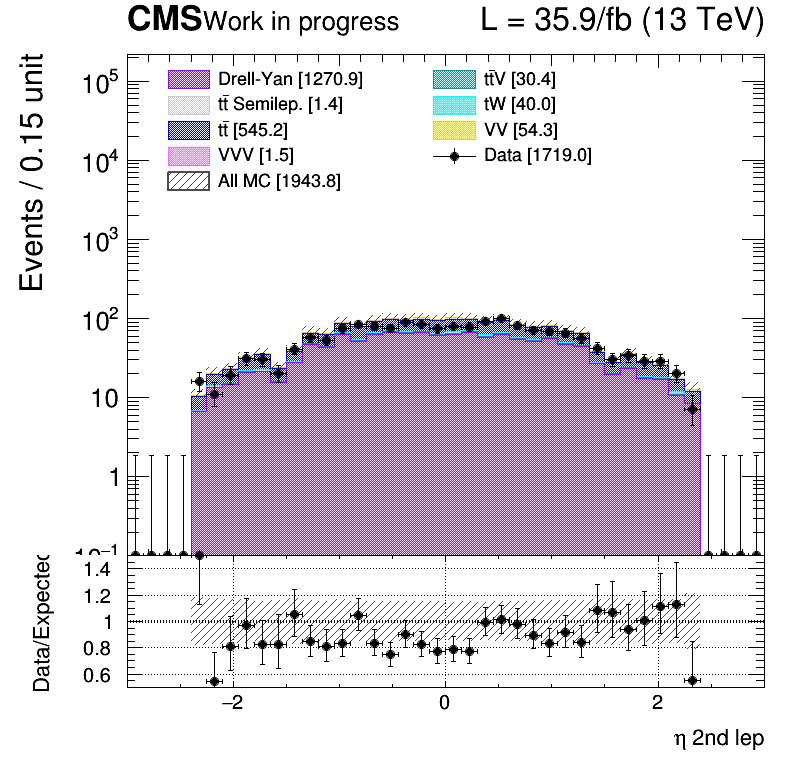 CMS Work in progress L = 35.9/fb (13 TeV)
Events / 0.15 unit
10⁵
10⁴
10³
10²
10
1
10⁻¹
Drell-Yan [1270.9]
tt̄ Semilep. [1.4]
tt̄ [545.2]
VVV [1.5]
All MC [1943.8]
tt̄V [30.4]
tW [40.0]
VV [54.3]
Data [1719.0]
Data/Expected
1.4
1.2
1
0.8
0.6
−2 0 2
η 2nd lep